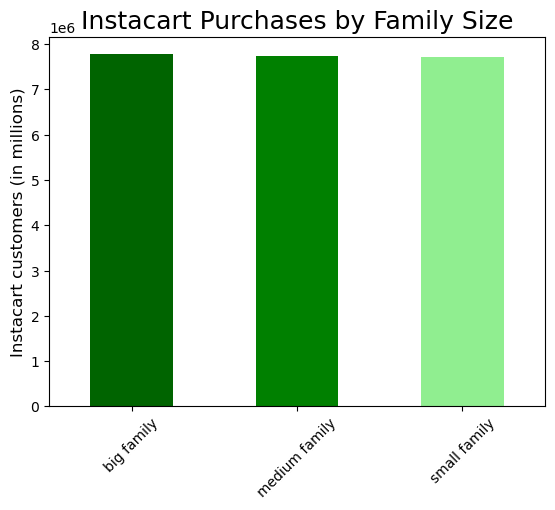 Instacart Purchases by Family Size
1e6
Instacart customers (in millions)
8
7
6
5
4
3
2
1
0
big family
medium family
small family